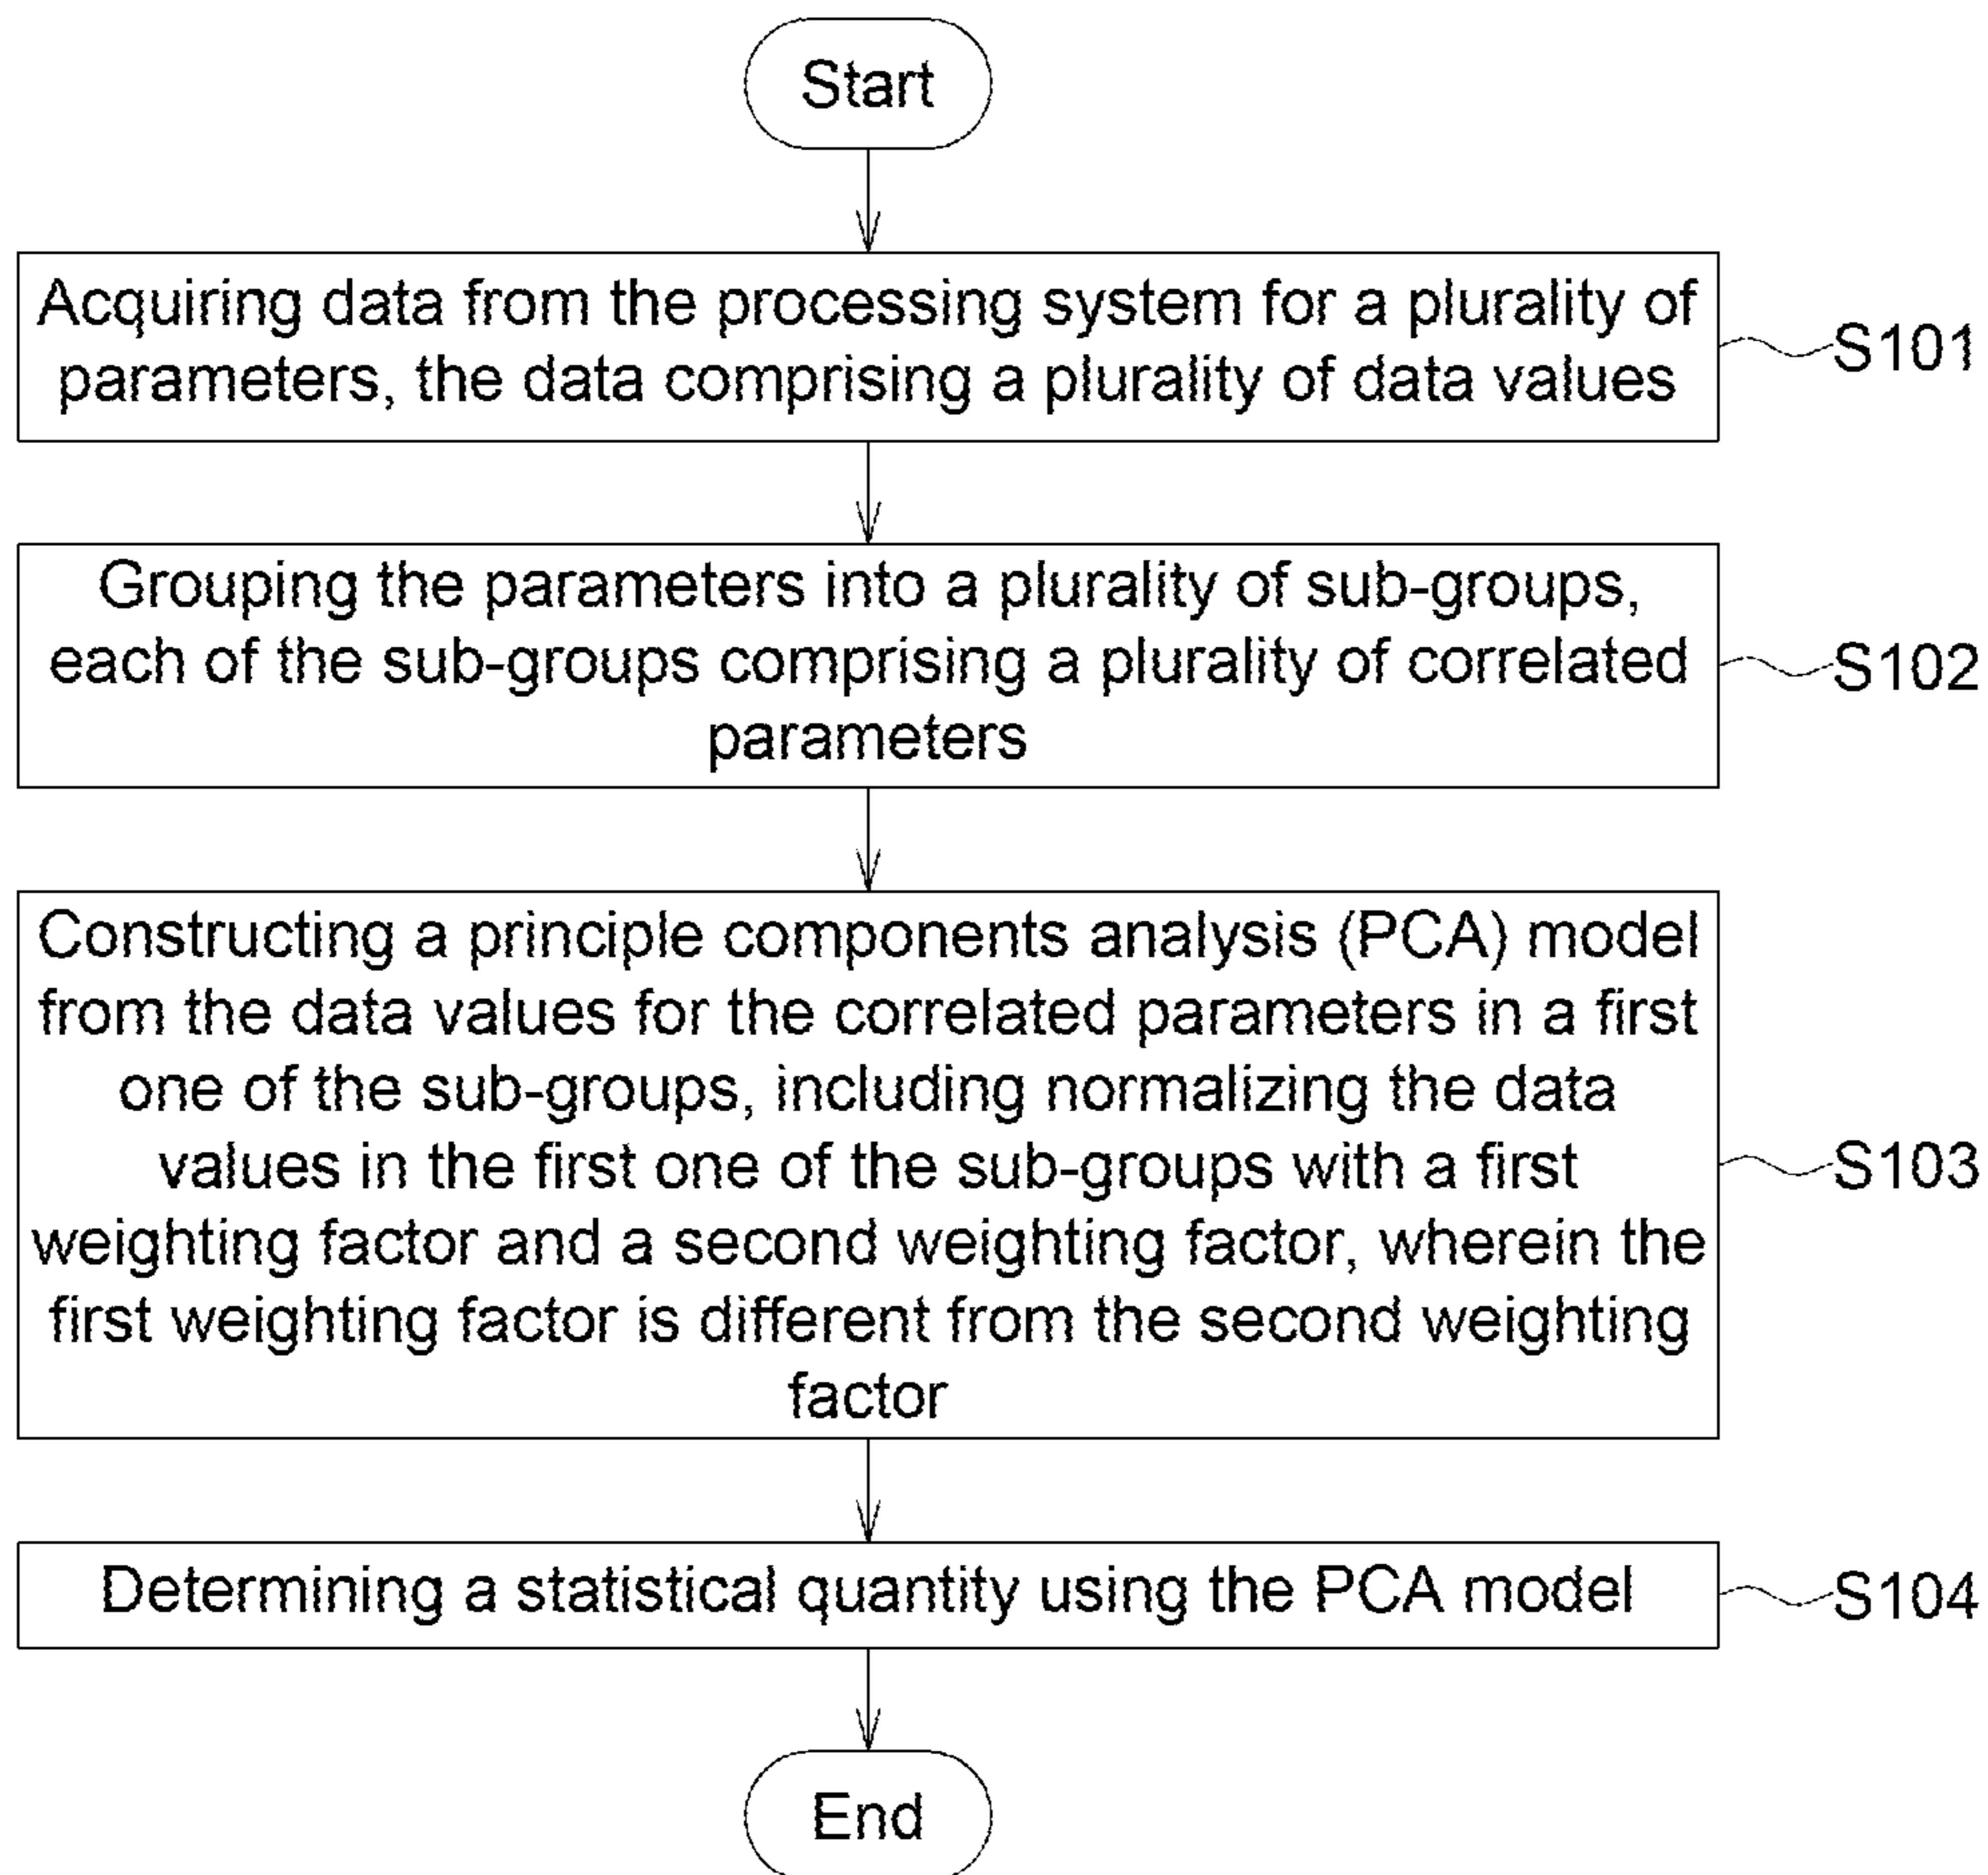 Start
Acquiring data from the processing system for a plurality of
parameters, the data comprising a plurality of data values
S101
Grouping the parameters into a plurality of sub-groups,
each of the sub-groups comprising a plurality of correlated
parameters
S102
Constructing a principle components analysis (PCA) model
from the data values for the correlated parameters in a first
one of the sub-groups, including normalizing the data
values in the first one of the sub-groups with a first
weighting factor and a second weighting factor, wherein the
first weighting factor is different from the second weighting
factor
S103
Determining a statistical quantity using the PCA model
S104
End